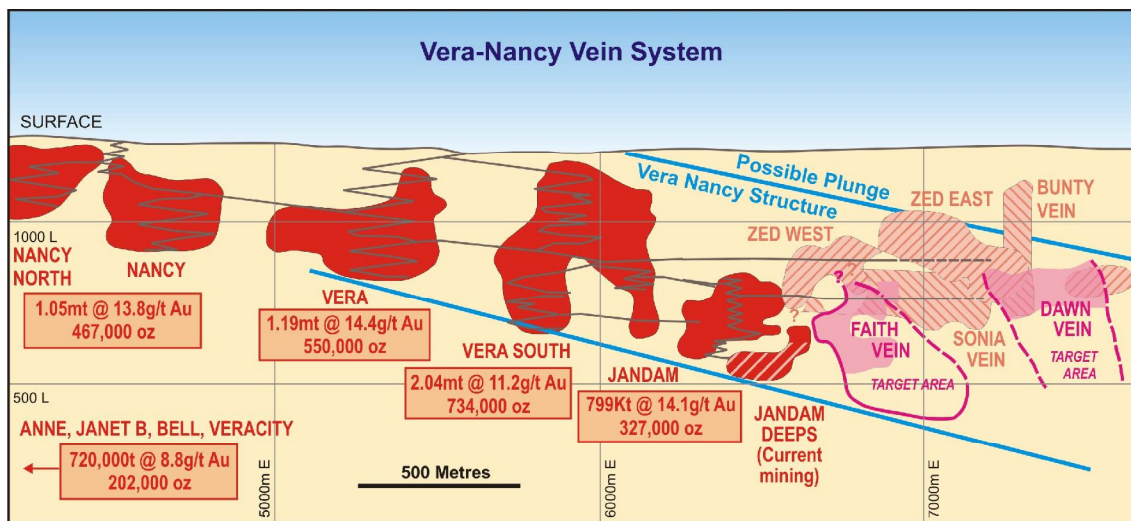 Vera-Nancy Vein System
SURFACE
Possible Plunge
Vera Nancy Structure
BUNTY
VEIN
ZED EAST
ZED WEST
1000 L
NANCY
NORTH
NANCY
1.05mt @ 13.8g/t Au
467,000 oz
VERA
1.19mt @ 14.4g/t Au
550,000 oz
VERA SOUTH
2.04mt @ 11.2g/t Au
734,000 oz
JANDAM
799Kt @ 14.1g/t Au
327,000 oz
?
JANDAM
DEEPS
(Current
mining)
?
FAITH
VEIN
TARGET AREA
SONIA
VEIN
DAWN
VEIN
TARGET
AREA
500 L
ANNE, JANET B, BELL, VERACITY
720,000t @ 8.8g/t Au
202,000 oz
500 Metres
5000m E
6000m E
7000m E